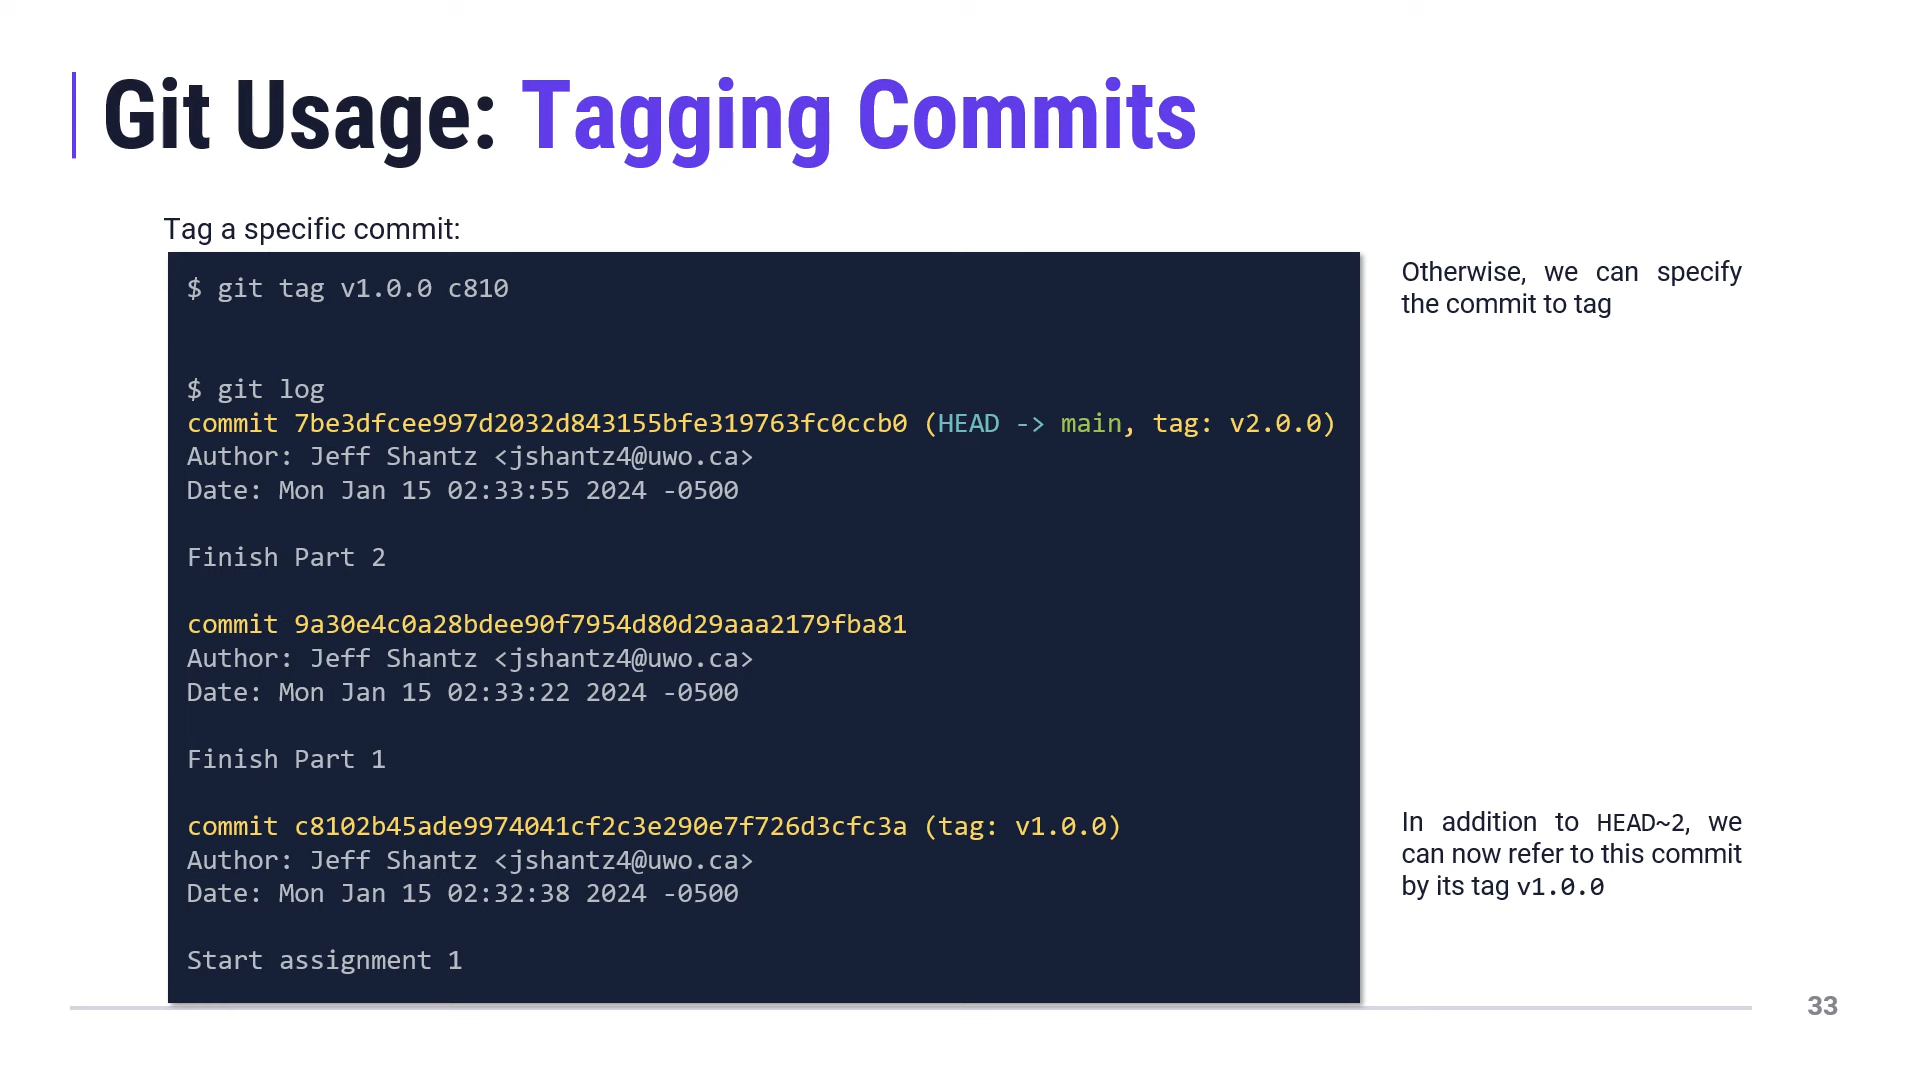 Git Usage: Tagging Commits
Tag a specific commit:
$ git tag v1.0.0 c810
Otherwise, we can specify
the commit to tag
$ git log
commit 7be3dfcee997d2032d843155bfe319763fc0ccb0 (HEAD -> main, tag: v2.0.0)
Author: Jeff Shantz <jshantz4@uwo.ca>
Date: Mon Jan 15 02:33:55 2024 -0500
Finish Part 2
commit 9a30e4c0a28bdee90f7954d80d29aaa2179fba81
Author: Jeff Shantz <jshantz4@uwo.ca>
Date: Mon Jan 15 02:33:22 2024 -0500
Finish Part 1
commit c8102b45ade9974041cf2c3e290e7f726d3cfc3a (tag: v1.0.0)
Author: Jeff Shantz <jshantz4@uwo.ca>
Date: Mon Jan 15 02:32:38 2024 -0500
Start assignment 1
In addition to HEAD~2, we
can now refer to this commit
by its tag v1.0.0
33